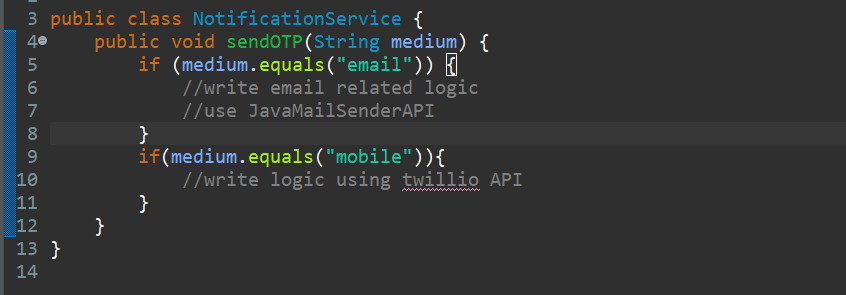 3 public class NotificationService {
4 public void sendOTP(String medium) {
5 if (medium.equals("email")) {
6 //write email related logic
7 //use JavaMailSenderAPI
8 }
9 if(medium.equals("mobile")){
10 //write logic using twillio API
11 }
12 }
13 }
14